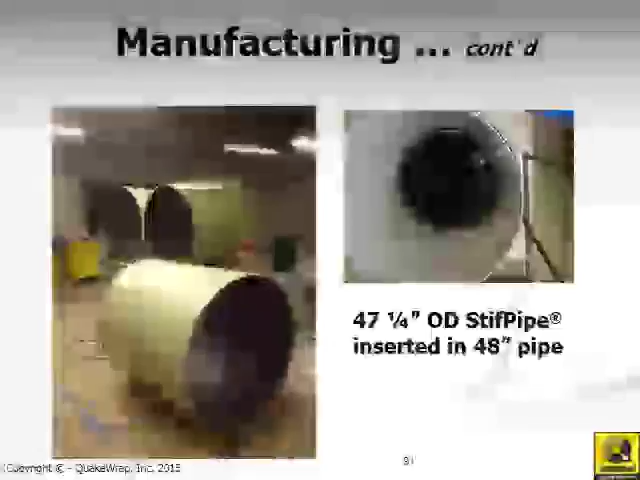 Manufacturing ... cont'd
47 ¼” OD StifPipe®
inserted in 48” pipe
Copyright © - QuakeWrap, Inc. 2015